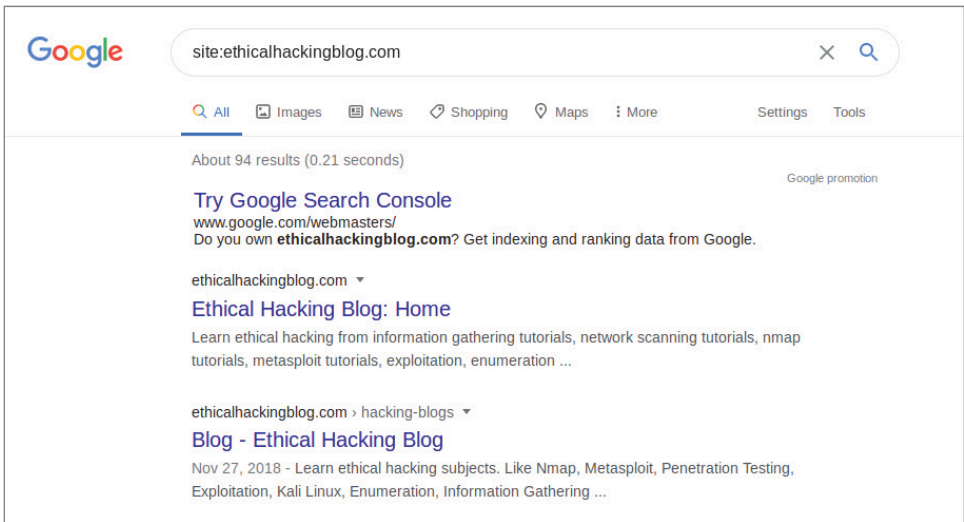 Google
site:ethicalhackingblog.com
All Images News Shopping Maps More Settings Tools
About 94 results (0.21 seconds)
Google promotion
Try Google Search Console
www.google.com/webmasters/
Do you own ethicalhackingblog.com? Get indexing and ranking data from Google.
ethicalhackingblog.com
Ethical Hacking Blog: Home
Learn ethical hacking from information gathering tutorials, network scanning tutorials, nmap
tutorials, metasploit tutorials, exploitation, enumeration ...
ethicalhackingblog.com › hacking-blogs
Blog - Ethical Hacking Blog
Nov 27, 2018 - Learn ethical hacking subjects. Like Nmap, Metasploit, Penetration Testing,
Exploitation, Kali Linux, Enumeration, Information Gathering ...